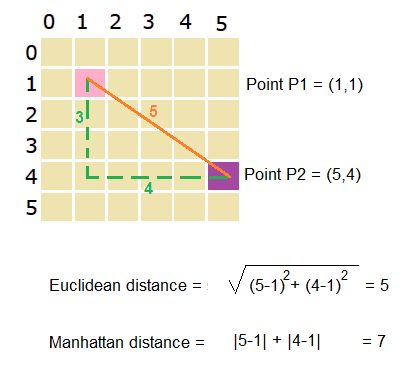 0 1 2 3 4 5
0
1 Point P1 = (1,1)
2 3 5
3
4 Point P2 = (5,4)
4
5
Euclidean distance = √(5-1)² + (4-1)² = 5
Manhattan distance = |5-1| + |4-1| = 7